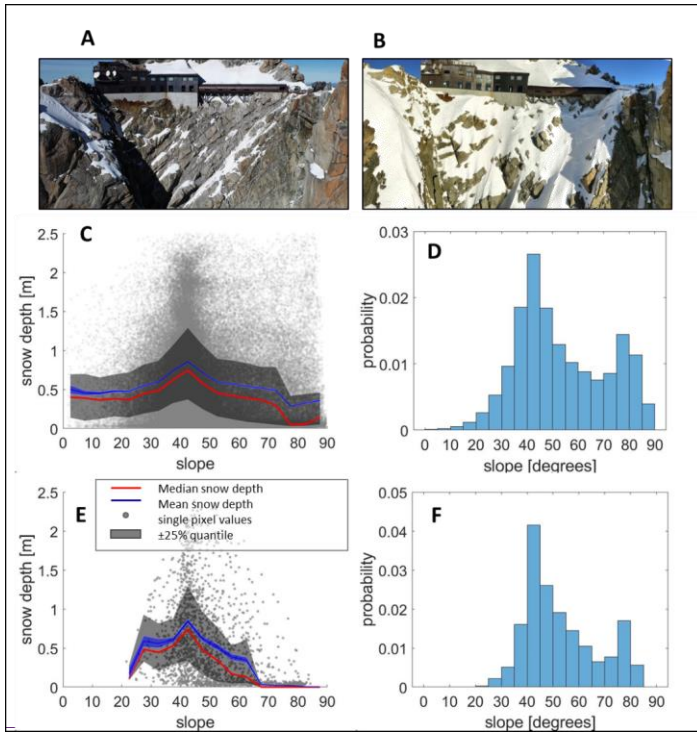 A
B
C
2.5
2
1.5
1
0.5
0
0 10 20 30 40 50 60 70 80 90
snow depth [m]
slope
D
0.03
0.02
0.01
0
0 10 20 30 40 50 60 70 80 90
probability
slope [degrees]
E
2.5
2
1.5
1
0.5
0
0 10 20 30 40 50 60 70 80 90
snow depth [m]
slope
Median snow depth
Mean snow depth
single pixel values
±25% quantile
F
0.05
0.04
0.03
0.02
0.01
0
0 10 20 30 40 50 60 70 80 90
probability
slope [degrees]